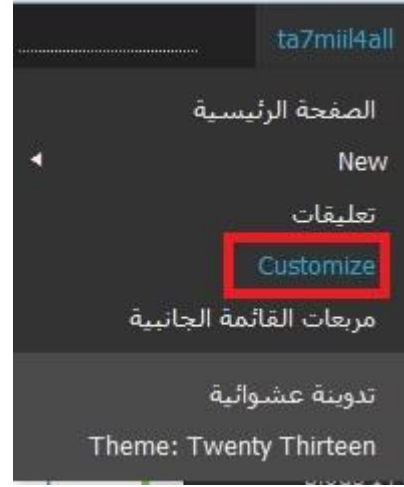 ta7miil4all
الصفحة الرئيسية
New
تعليقات
Customize
مربعات القائمة الجانبية
تدوينة عشوائية
Theme: Twenty Thirteen